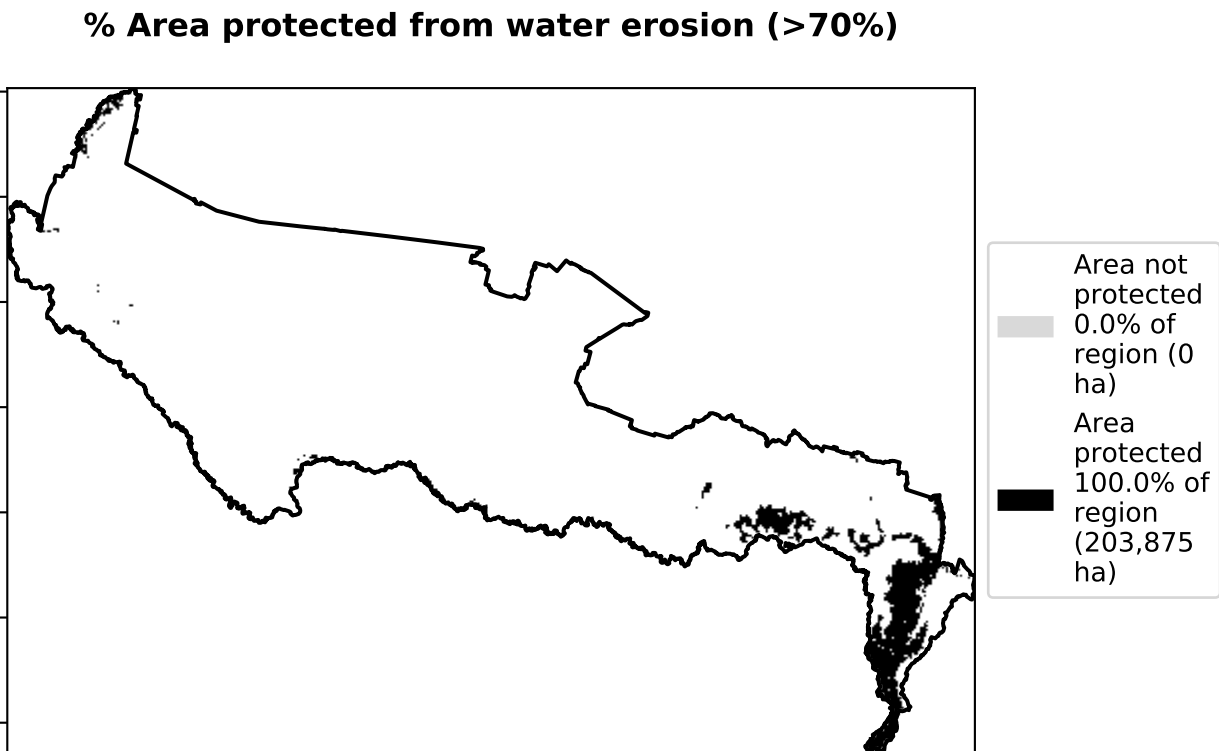 % Area protected from water erosion (>70%)
Area not
protected
0.0% of
region (0
ha)
Area
protected
100.0% of
region
(203,875
ha)